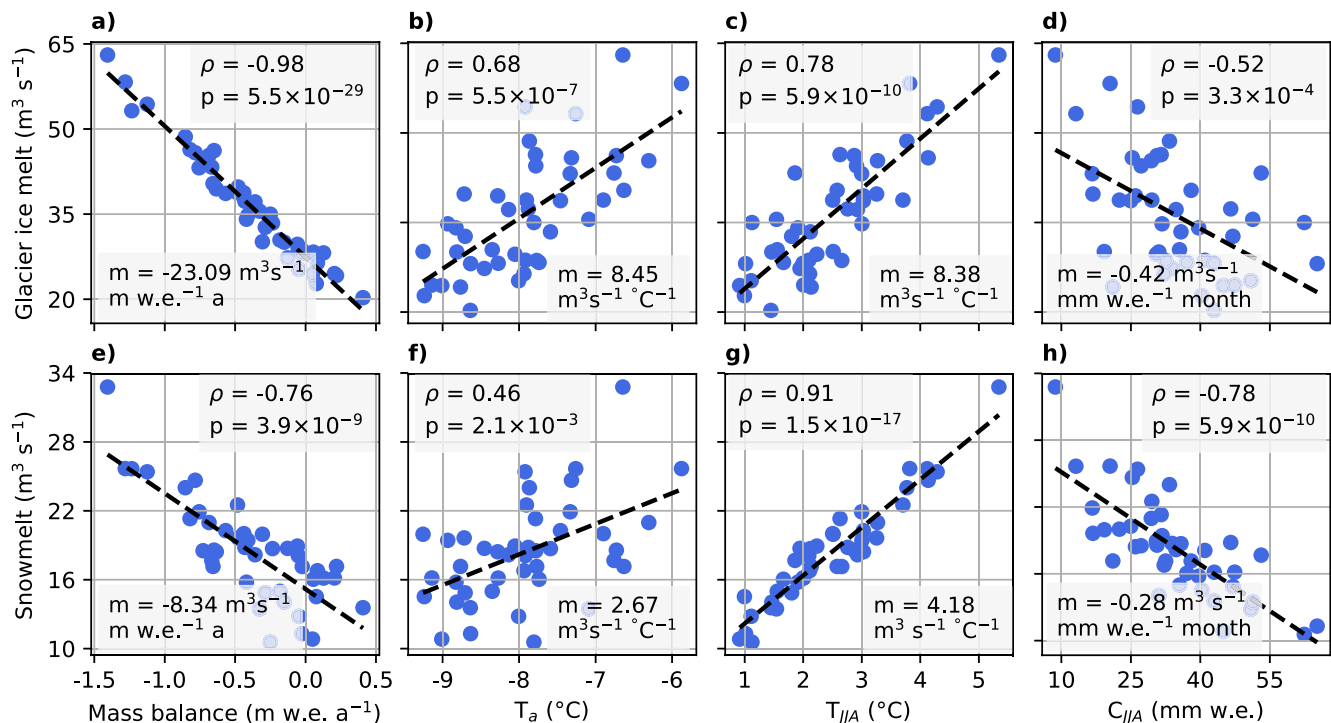 a)
b)
c)
d)
Glacier ice melt (m³ s⁻¹)
65
50
35
20
ρ = -0.98
p = 5.5×10⁻²⁹
m = -23.09 m³s⁻¹
m w.e.⁻¹ a
ρ = 0.68
p = 5.5×10⁻⁷
m = 8.45
m³s⁻¹ °C⁻¹
ρ = 0.78
p = 5.9×10⁻¹⁰
m = 8.38
m³s⁻¹ °C⁻¹
ρ = -0.52
p = 3.3×10⁻⁴
m = -0.42 m³s⁻¹
mm w.e.⁻¹ month
e)
f)
g)
h)
Snowmelt (m³ s⁻¹)
34
28
22
16
10
ρ = -0.76
p = 3.9×10⁻⁹
m = -8.34 m³s⁻¹
m w.e.⁻¹ a
ρ = 0.46
p = 2.1×10⁻³
m = 2.67
m³s⁻¹ °C⁻¹
ρ = 0.91
p = 1.5×10⁻¹⁷
m = 4.18
m³ s⁻¹ °C⁻¹
ρ = -0.78
p = 5.9×10⁻¹⁰
m = -0.28 m³ s⁻¹
mm w.e.⁻¹ month
-1.5 -1.0 -0.5 0.0 0.5
Mass balance (m w.e. a⁻¹)
-9 -8 -7 -6
Tₐ (°C)
1 2 3 4 5
T_JJA (°C)
10 25 40 55
C_JJA (mm w.e.)